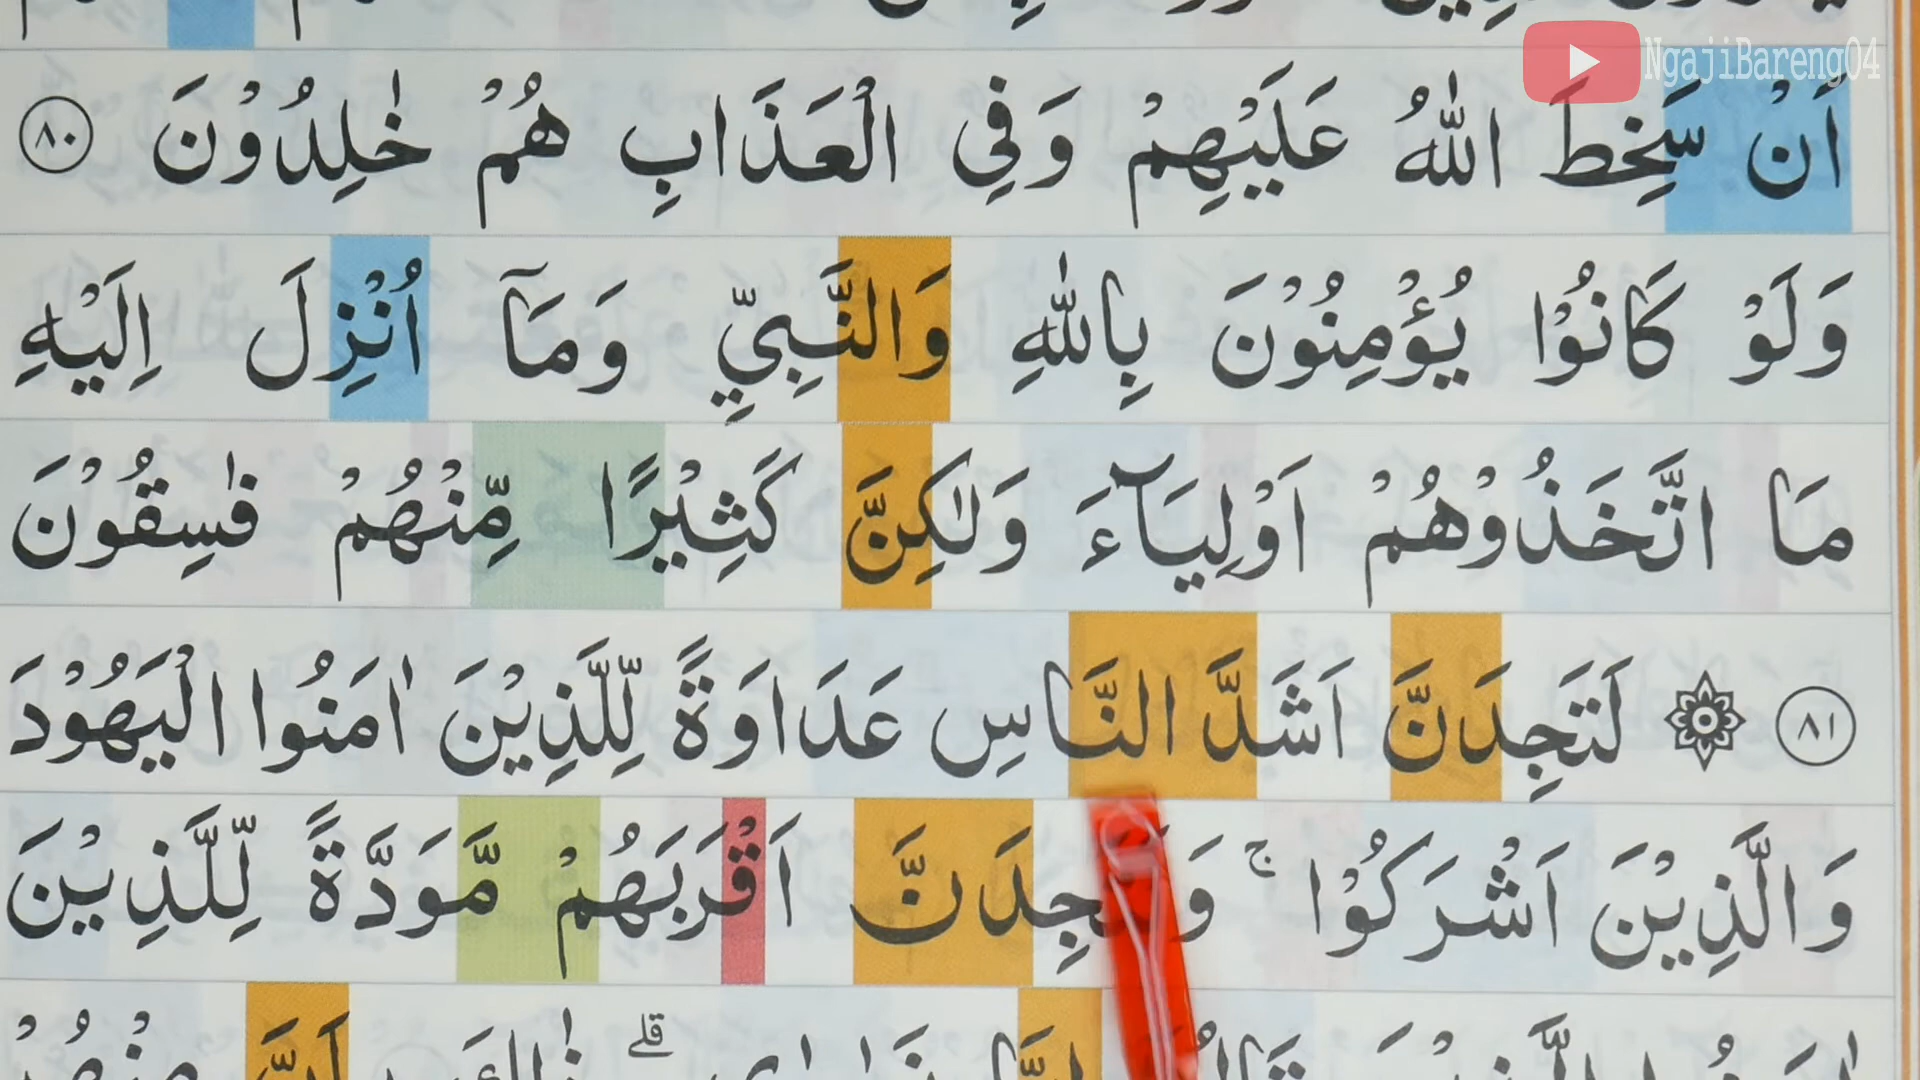 NgajiBareng04
اَنْ سَخِطَ اللّٰهُ عَلَيْهِمْ وَفِى الْعَذَابِ هُمْ خٰلِدُوْنَ ٨٠
وَلَوْ كَانُوْا يُؤْمِنُوْنَ بِاللّٰهِ وَالنَّبِيِّ وَمَآ اُنْزِلَ اِلَيْهِ
مَا اتَّخَذُوْهُمْ اَوْلِيَاۤءَ وَلٰكِنَّ كَثِيْرًا مِّنْهُمْ فٰسِقُوْنَ
٨١ ۞ لَتَجِدَنَّ اَشَدَّ النَّاسِ عَدَاوَةً لِّلَّذِيْنَ اٰمَنُوا الْيَهُوْدَ
وَالَّذِيْنَ اَشْرَكُوْاۚ اَقْرَبَهُمْ مَّوَدَّةً لِّلَّذِيْنَ